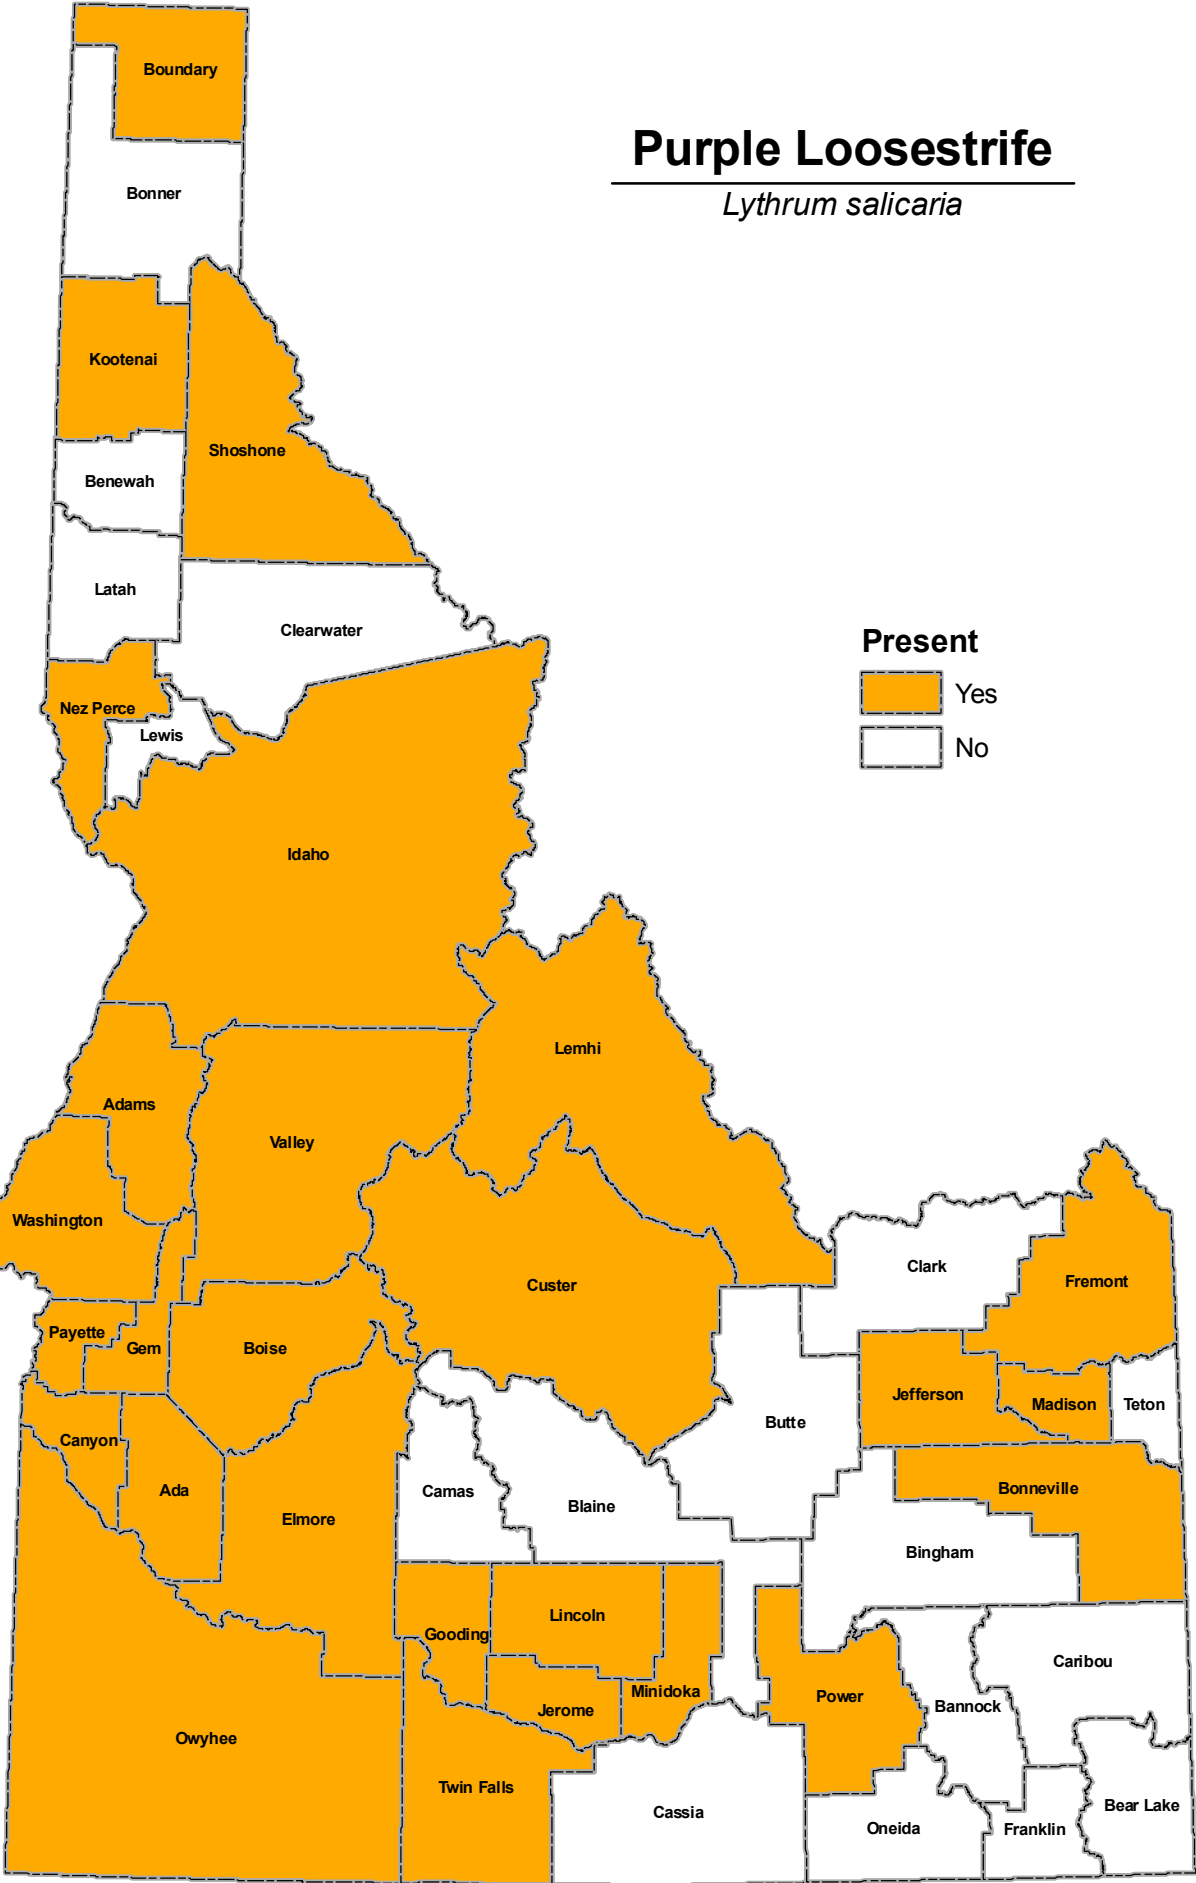 Boundary
Purple Loosestrife
Lythrum salicaria
Bonner
Kootenai
Shoshone
Benewah
Latah
Clearwater
Present
Yes
No
Nez Perce
Lewis
Idaho
Lemhi
Adams
Valley
Washington
Clark
Fremont
Custer
Payette
Gem
Boise
Jefferson
Madison
Teton
Butte
Canyon
Ada
Camas
Blaine
Bonneville
Elmore
Bingham
Lincoln
Gooding
Caribou
Minidoka
Power
Bannock
Jerome
Owyhee
Twin Falls
Cassia
Bear Lake
Oneida
Franklin